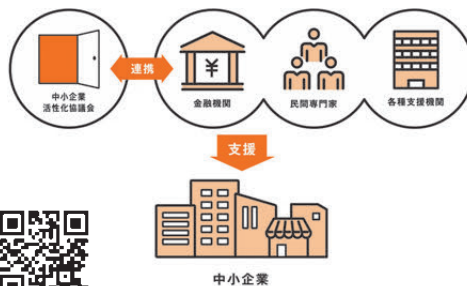 中小企業
活性化協議会
連携
¥
金融機関
民間専門家
各種支援機関
支援
中小企業